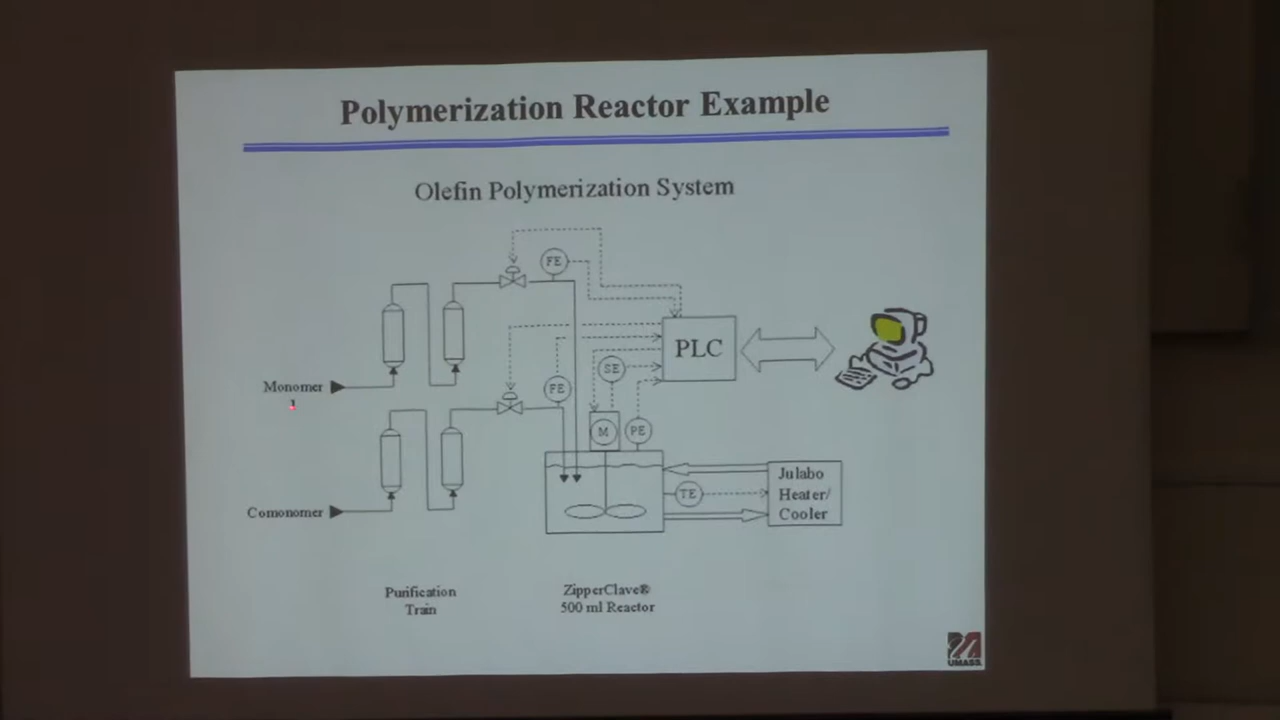 Polymerization Reactor Example
Olefin Polymerization System
FE
PLC
SE
FE
Monomer
M
PE
Julabo
TE
Heater/
Cooler
Comonomer
Purification
Train
ZipperClave®
500 ml Reactor
UMASS